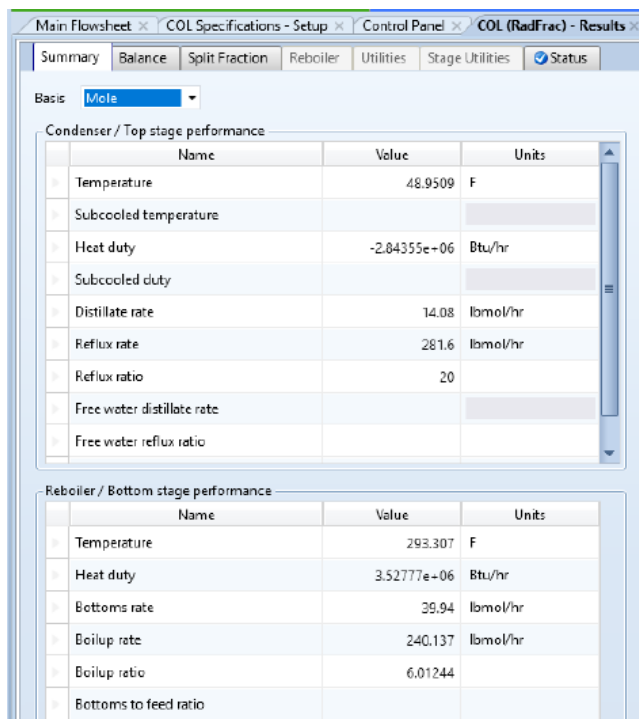 Main Flowsheet × COL Specifications - Setup × Control Panel × COL (RadFrac) - Results ×
Summary Balance Split Fraction Reboiler Utilities Stage Utilities Status
Basis Mole
Condenser / Top stage performance
Name Value Units
Temperature 48.9509 F
Subcooled temperature
Heat duty -2.84355e+06 Btu/hr
Subcooled duty
Distillate rate 14.08 lbmol/hr
Reflux rate 281.6 lbmol/hr
Reflux ratio 20
Free water distillate rate
Free water reflux ratio
Reboiler / Bottom stage performance
Name Value Units
Temperature 293.307 F
Heat duty 3.52777e+06 Btu/hr
Bottoms rate 39.94 lbmol/hr
Boilup rate 240.137 lbmol/hr
Boilup ratio 6.01244
Bottoms to feed ratio